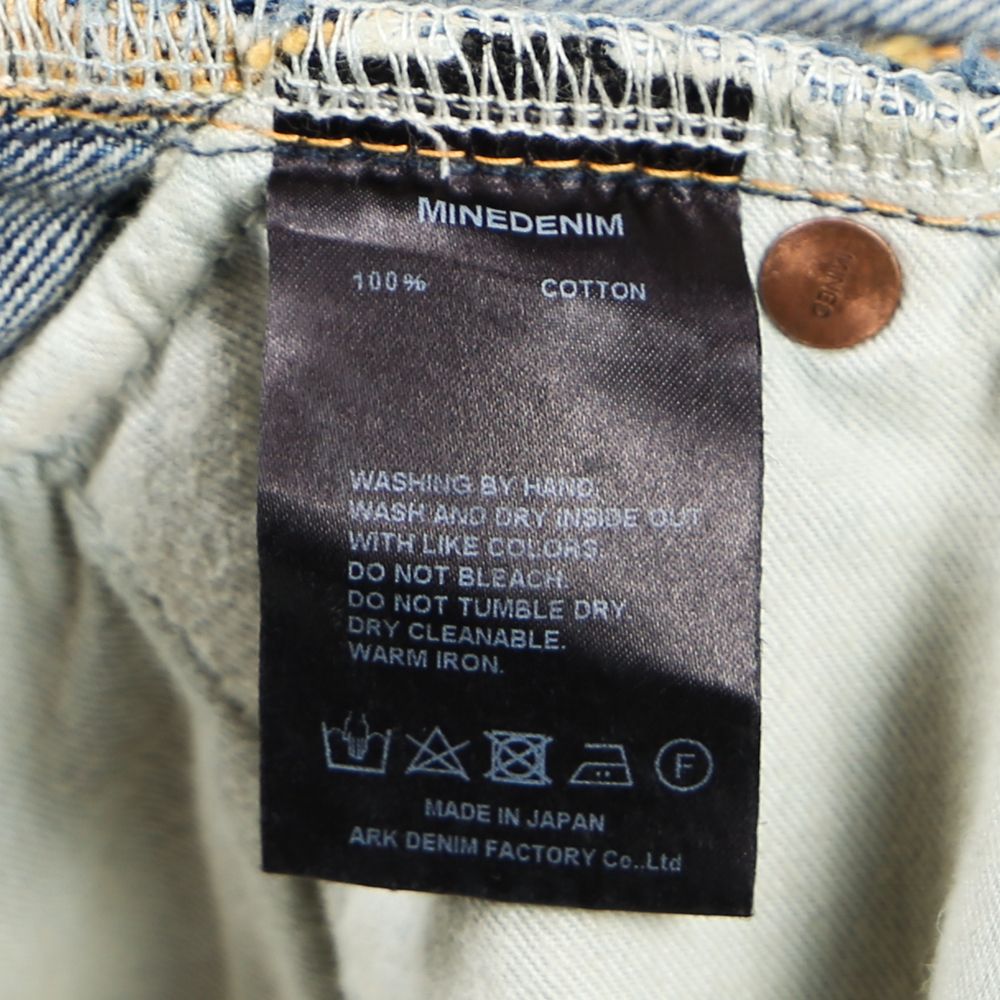 MINEDENIM
100% COTTON
WASHING BY HAND.
WASH AND DRY INSIDE OUT
WITH LIKE COLORS.
DO NOT BLEACH.
DO NOT TUMBLE DRY.
DRY CLEANABLE.
WARM IRON.
F
MADE IN JAPAN
ARK DENIM FACTORY Co..Ltd